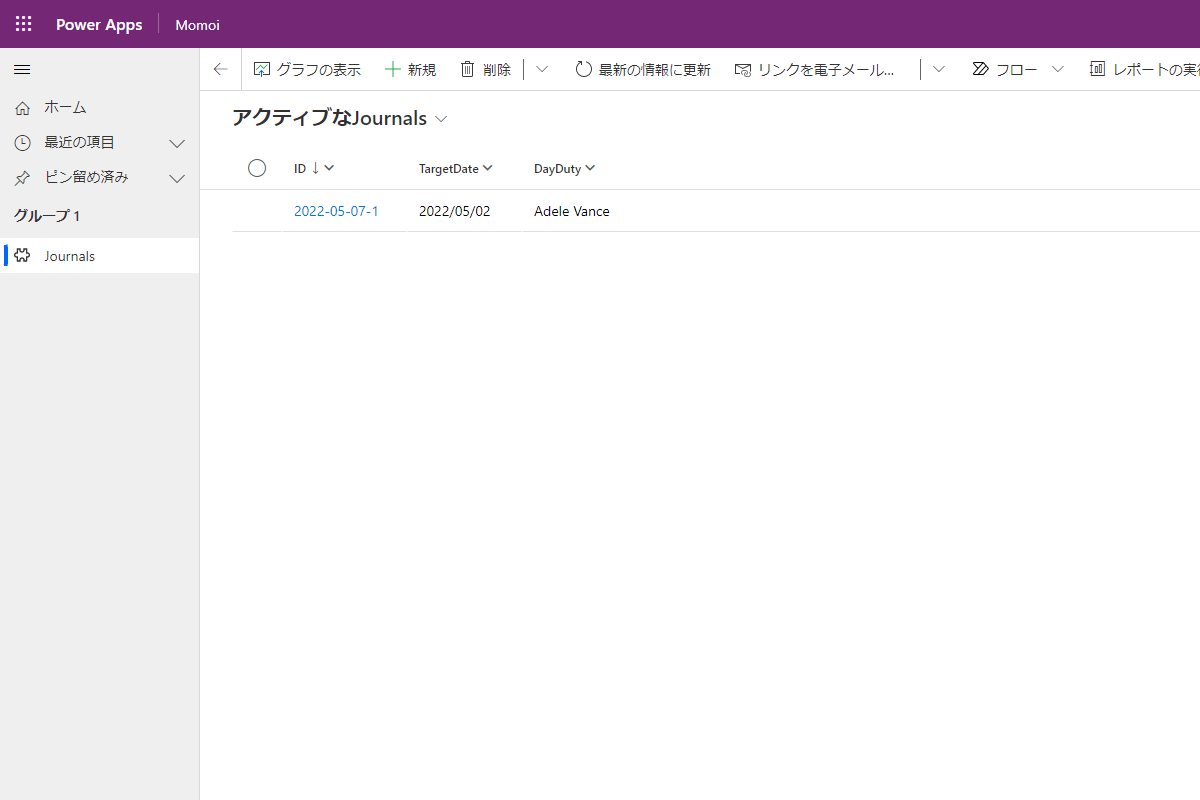 Power Apps Momoi
グラフの表示 新規 削除 最新の情報に更新 リンクを電子メール... フロー レポートの実
ホーム
最近の項目
ピン留め済み
グループ 1
Journals
アクティブなJournals
ID TargetDate DayDuty
2022-05-07-1 2022/05/02 Adele Vance